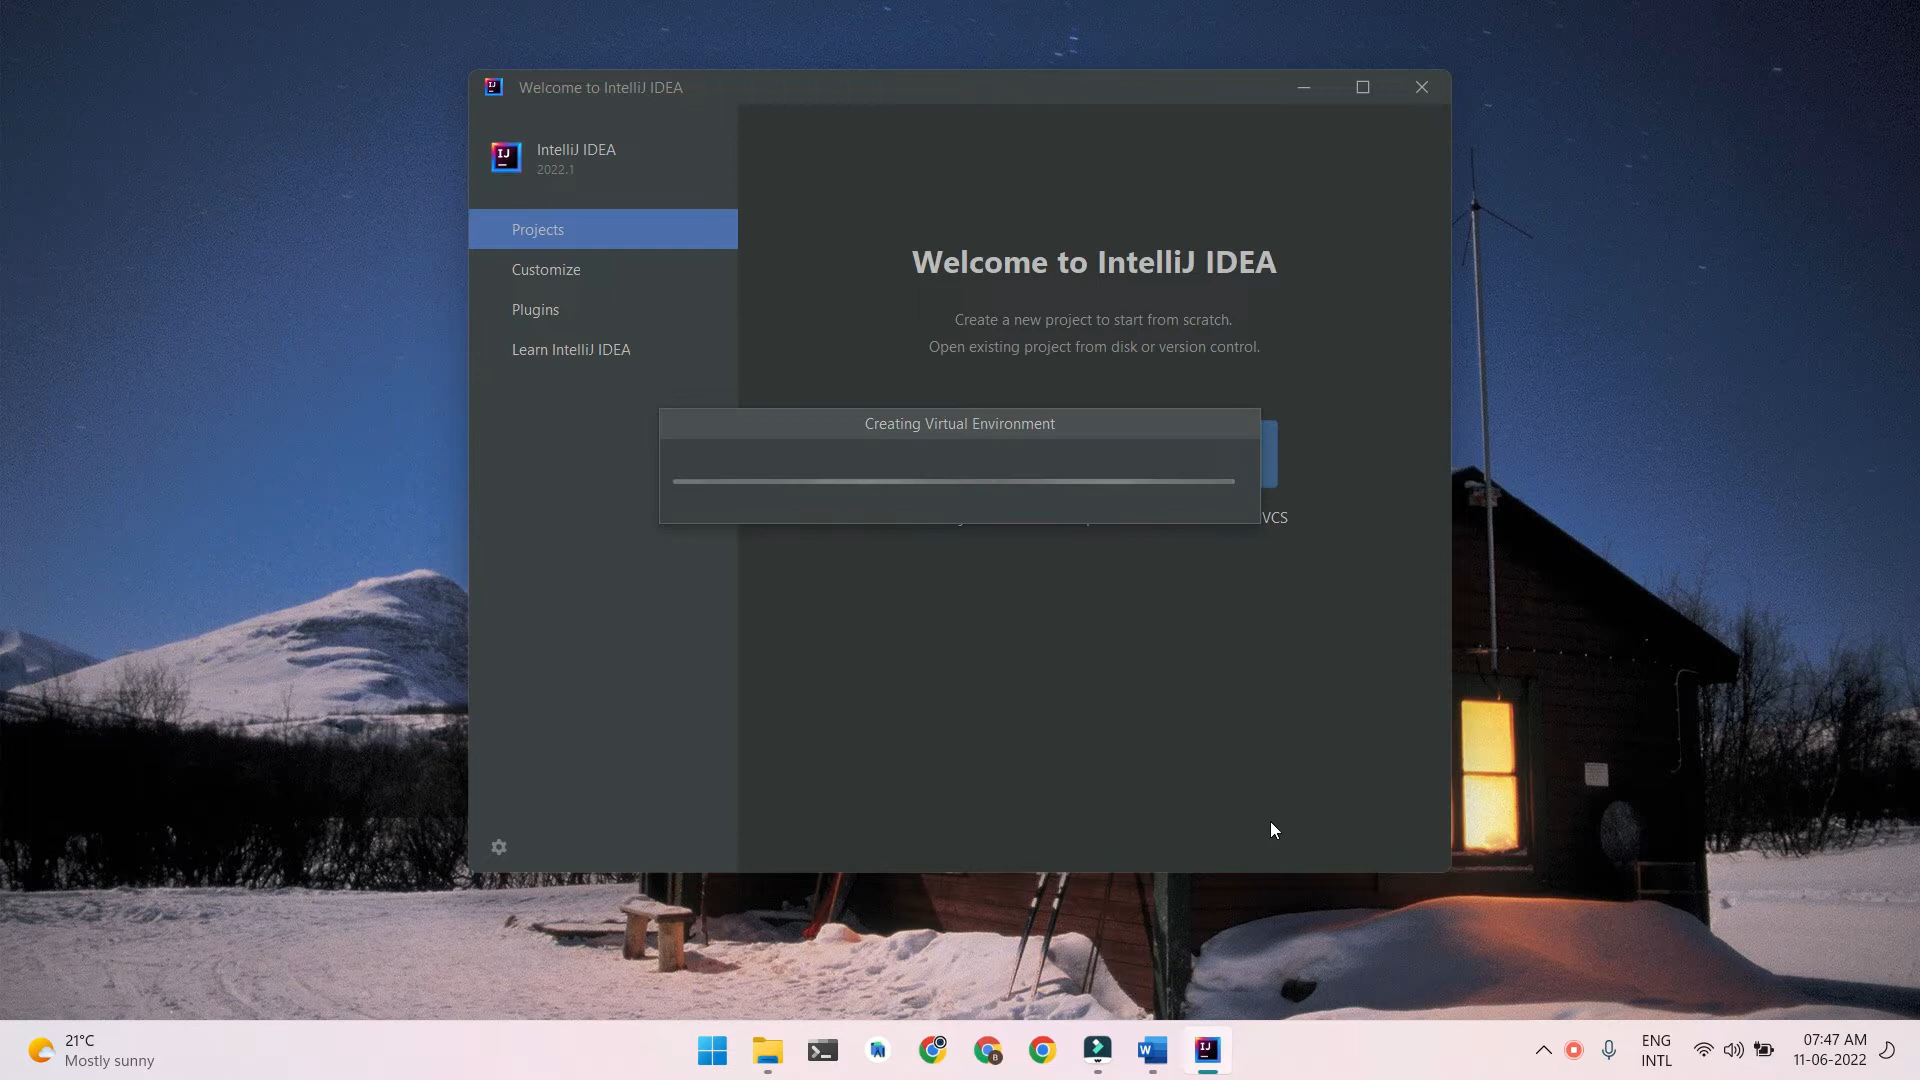 Welcome to IntelliJ IDEA
IntelliJ IDEA
2022.1
Projects
Customize
Plugins
Learn IntelliJ IDEA
Welcome to IntelliJ IDEA
Create a new project to start from scratch.
Open existing project from disk or version control.
Creating Virtual Environment
VCS
21°C
Mostly sunny
ENG
INTL
07:47 AM
11-06-2022